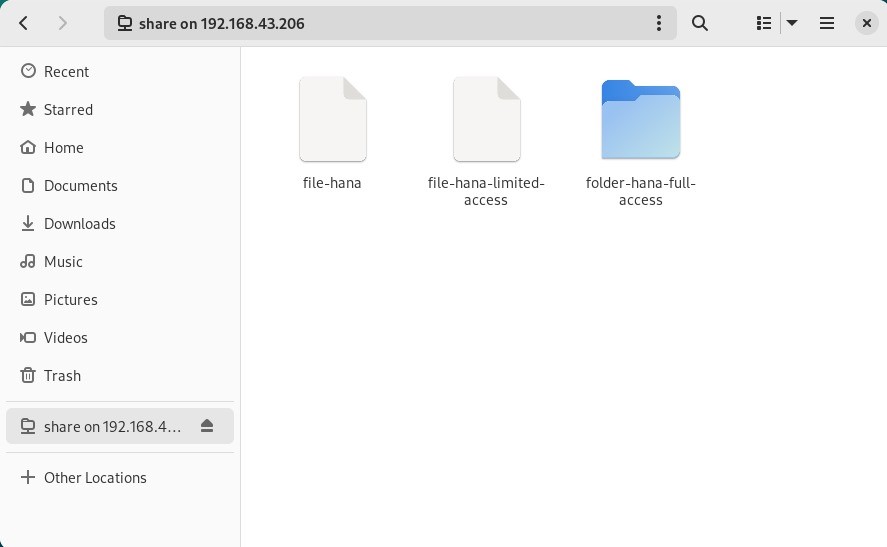 share on 192.168.43.206
Recent
Starred
Home
Documents
Downloads
Music
Pictures
Videos
Trash
share on 192.168.4…
Other Locations
file-hana
file-hana-limited-
access
folder-hana-full-
access